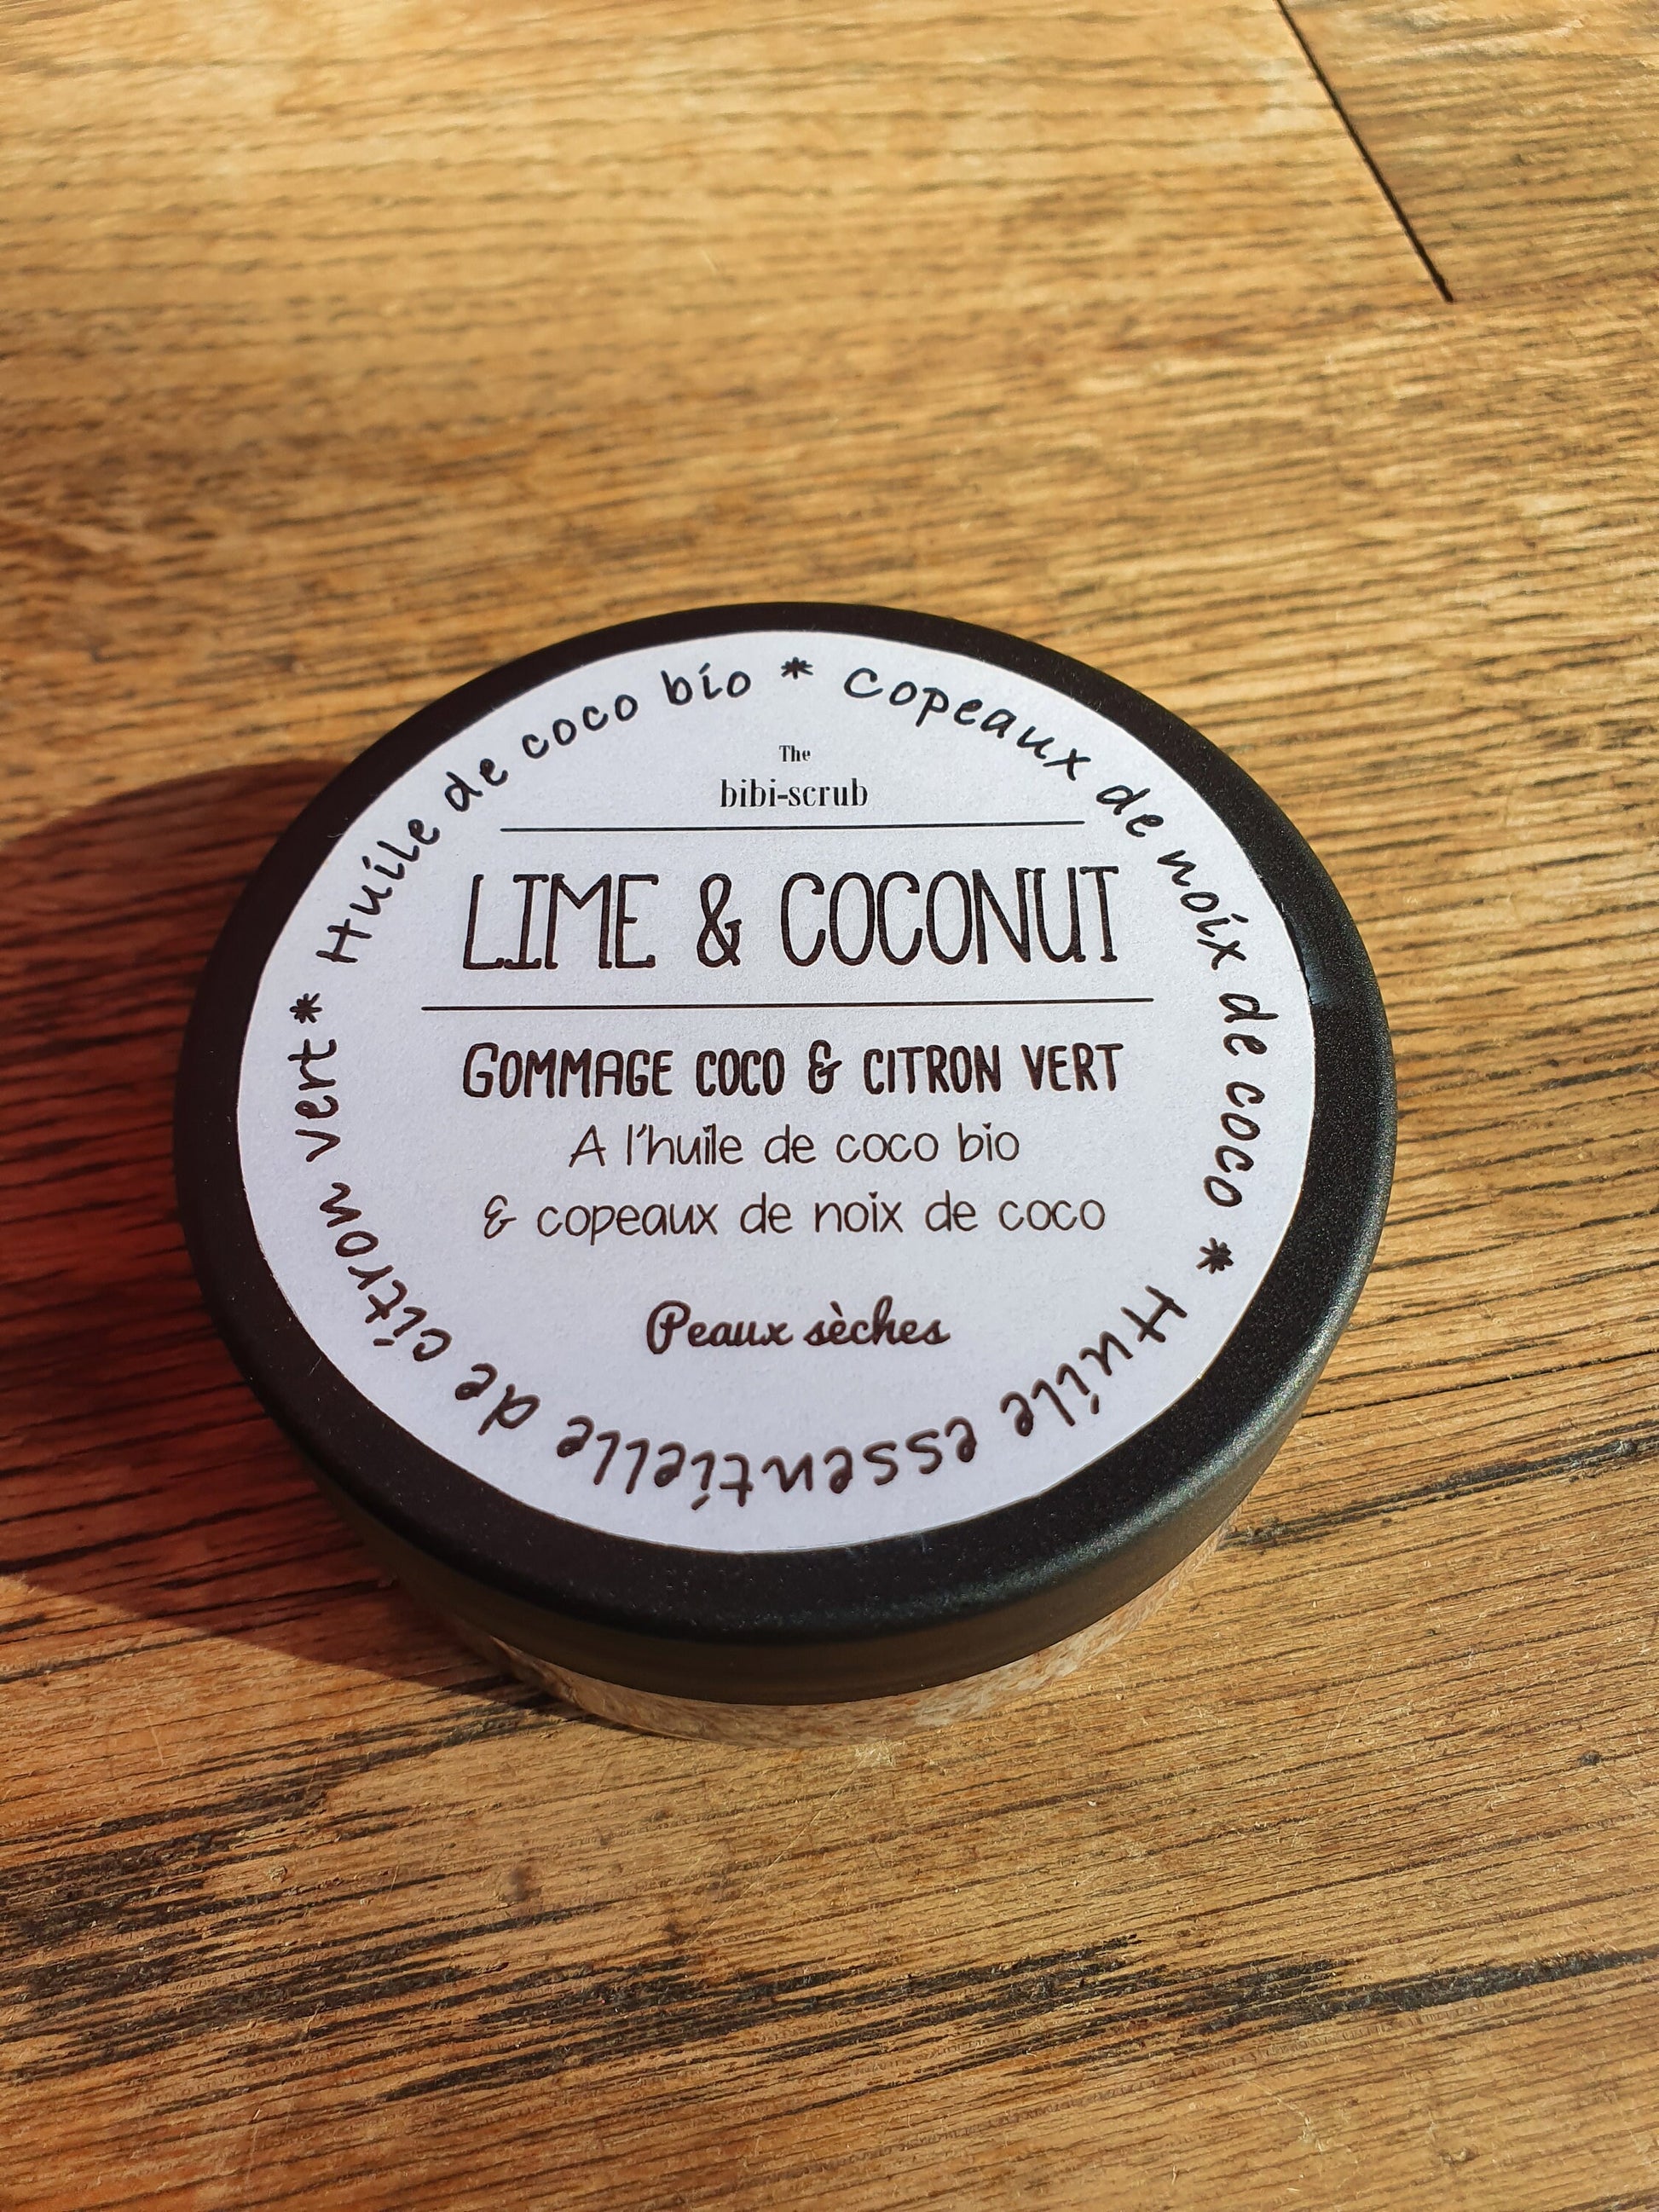 Huile de coco bio * Copeaux de noix de coco * Huile essentielle de citron vert *
The
bibi-scrub
LIME & COCONUT
GOMMAGE COCO & CITRON VERT
A l'huile de coco bio
& copeaux de noix de coco
Peaux sèches